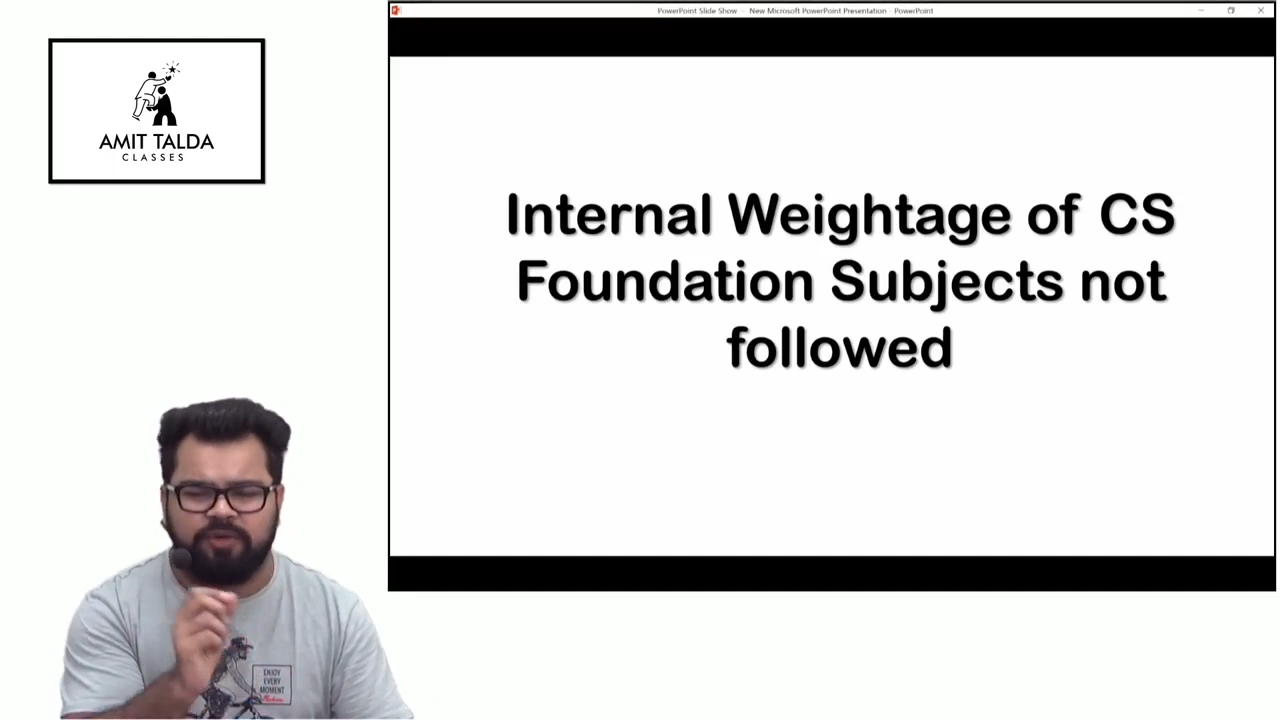 PowerPoint Slide Show - New Microsoft PowerPoint Presentation - PowerPoint
AMIT TALDA
CLASSES
Internal Weightage of CS
Foundation Subjects not
followed
ENJOY
EVERY
MOMENT